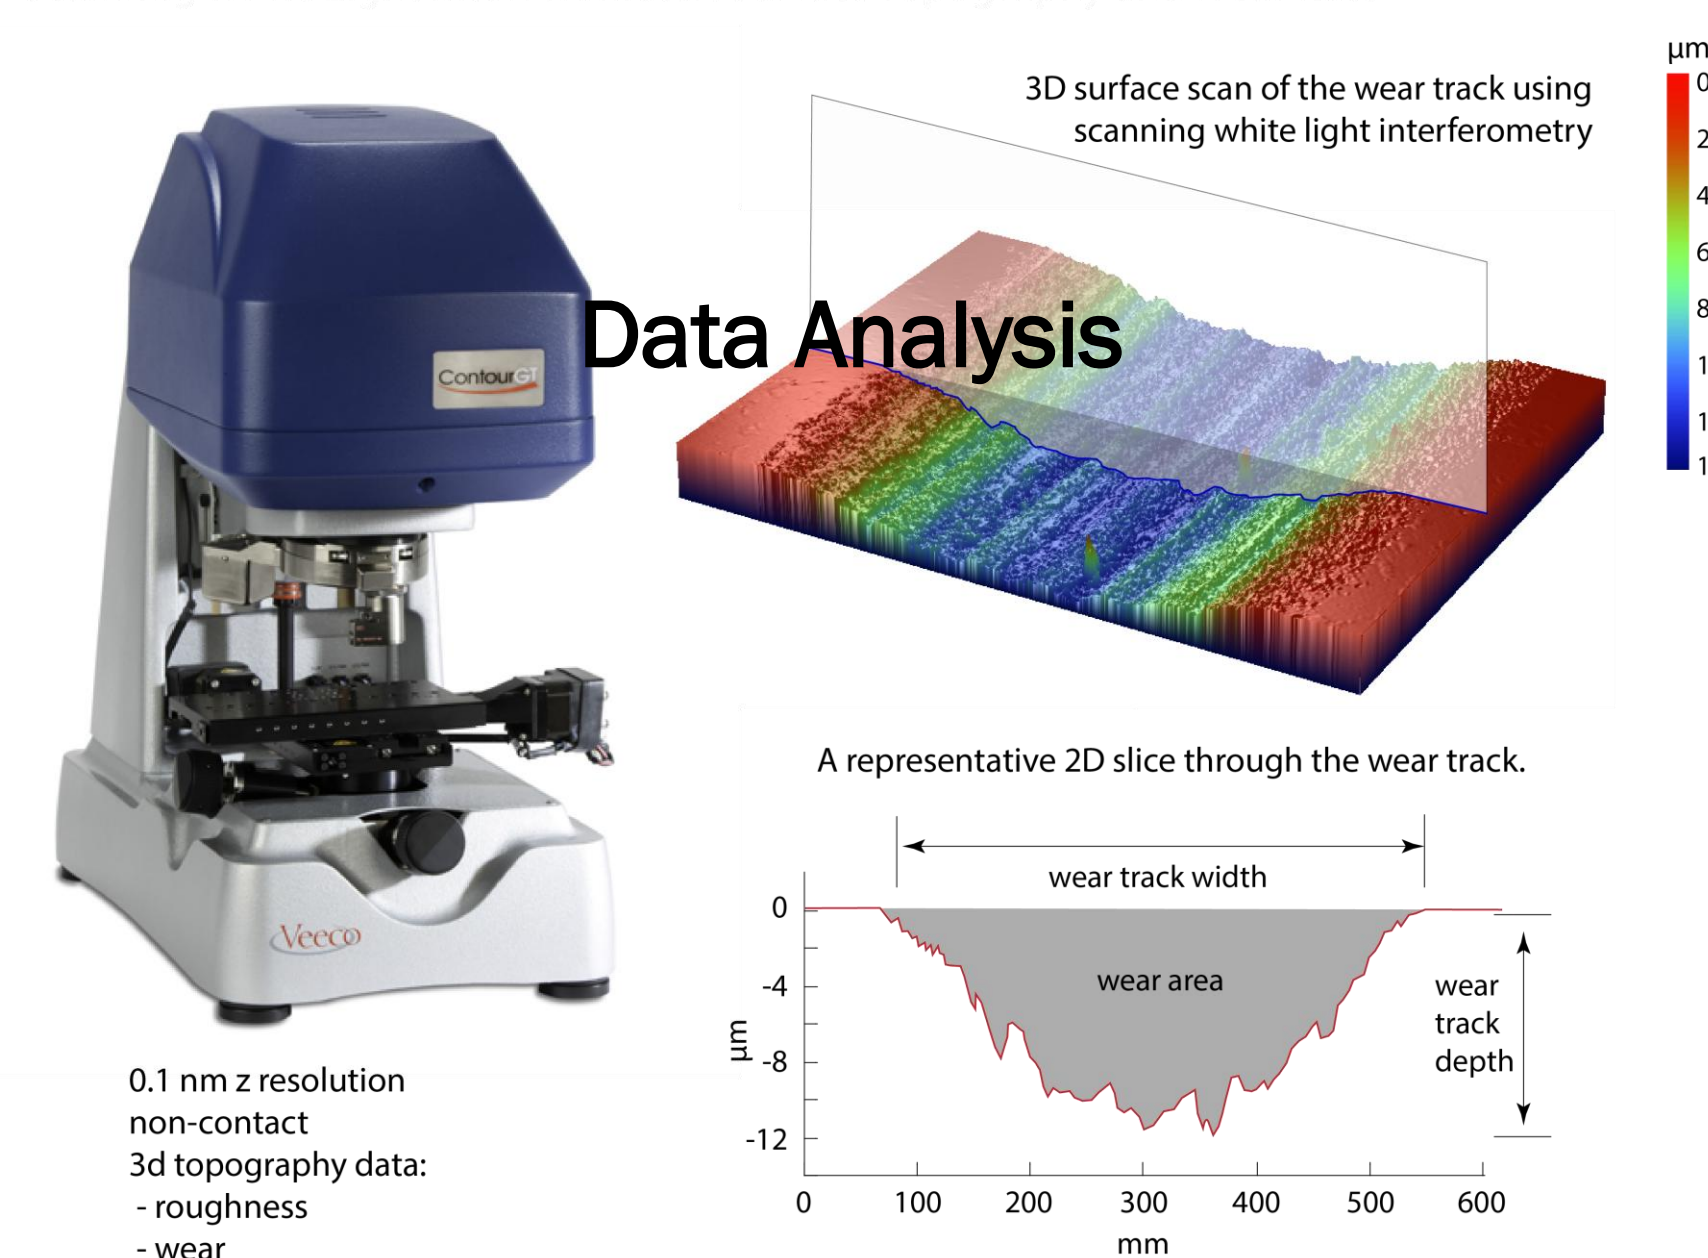 µm
3D surface scan of the wear track using
scanning white light interferometry
0
2
4
6
8
1
1
1
Data Analysis
ContourGT
Veeco
A representative 2D slice through the wear track.
wear track width
0
-4
-8
-12
µm
wear area
wear
track
depth
0 100 200 300 400 500 600
mm
0.1 nm z resolution
non-contact
3d topography data:
- roughness
- wear